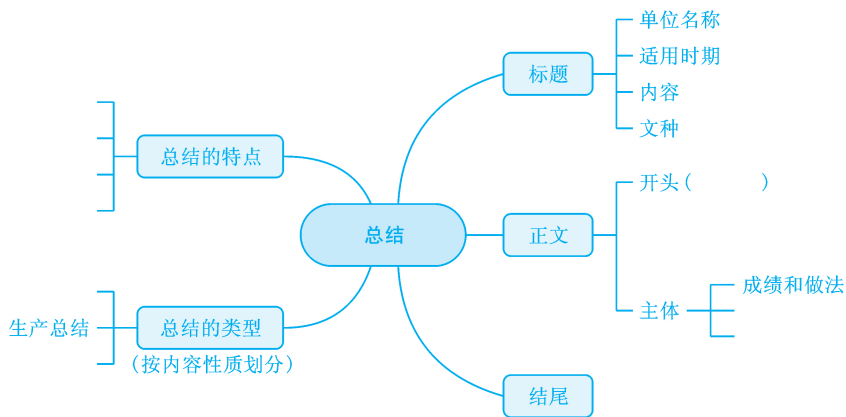 单位名称
标题
适用时期
内容
文种
总结的特点
开头(　　　)
总结
正文
主体
成绩和做法
生产总结
总结的类型
(按内容性质划分)
结尾